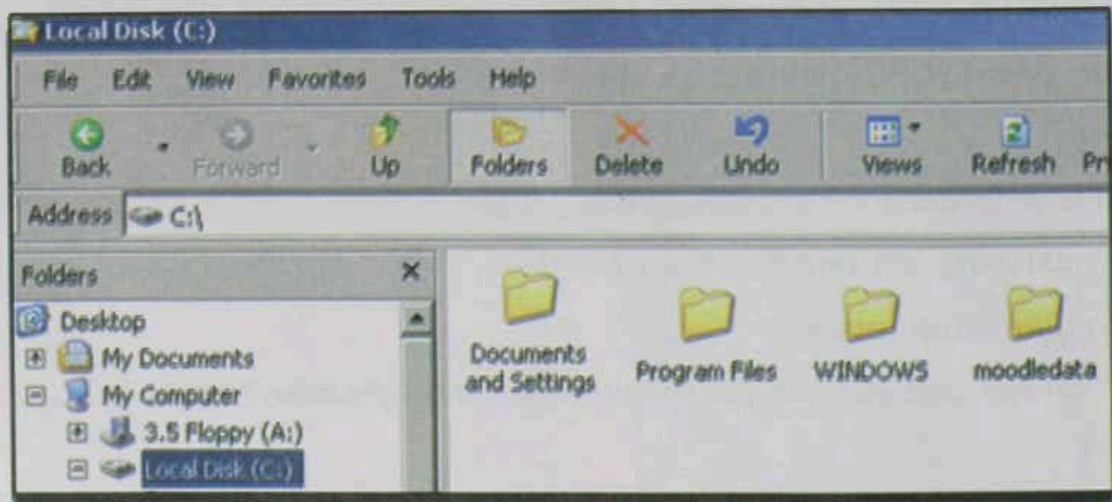 Local Disk (C:)
File Edit View Favorites Tools Help
Back Forward Up Folders Delete Undo Views Refresh
Address C:\
Folders
Desktop
My Documents
My Computer
3.5 Floppy (A:)
Local Disk (C:)
Documents
and Settings
Program Files
WINDOWS
moodledata